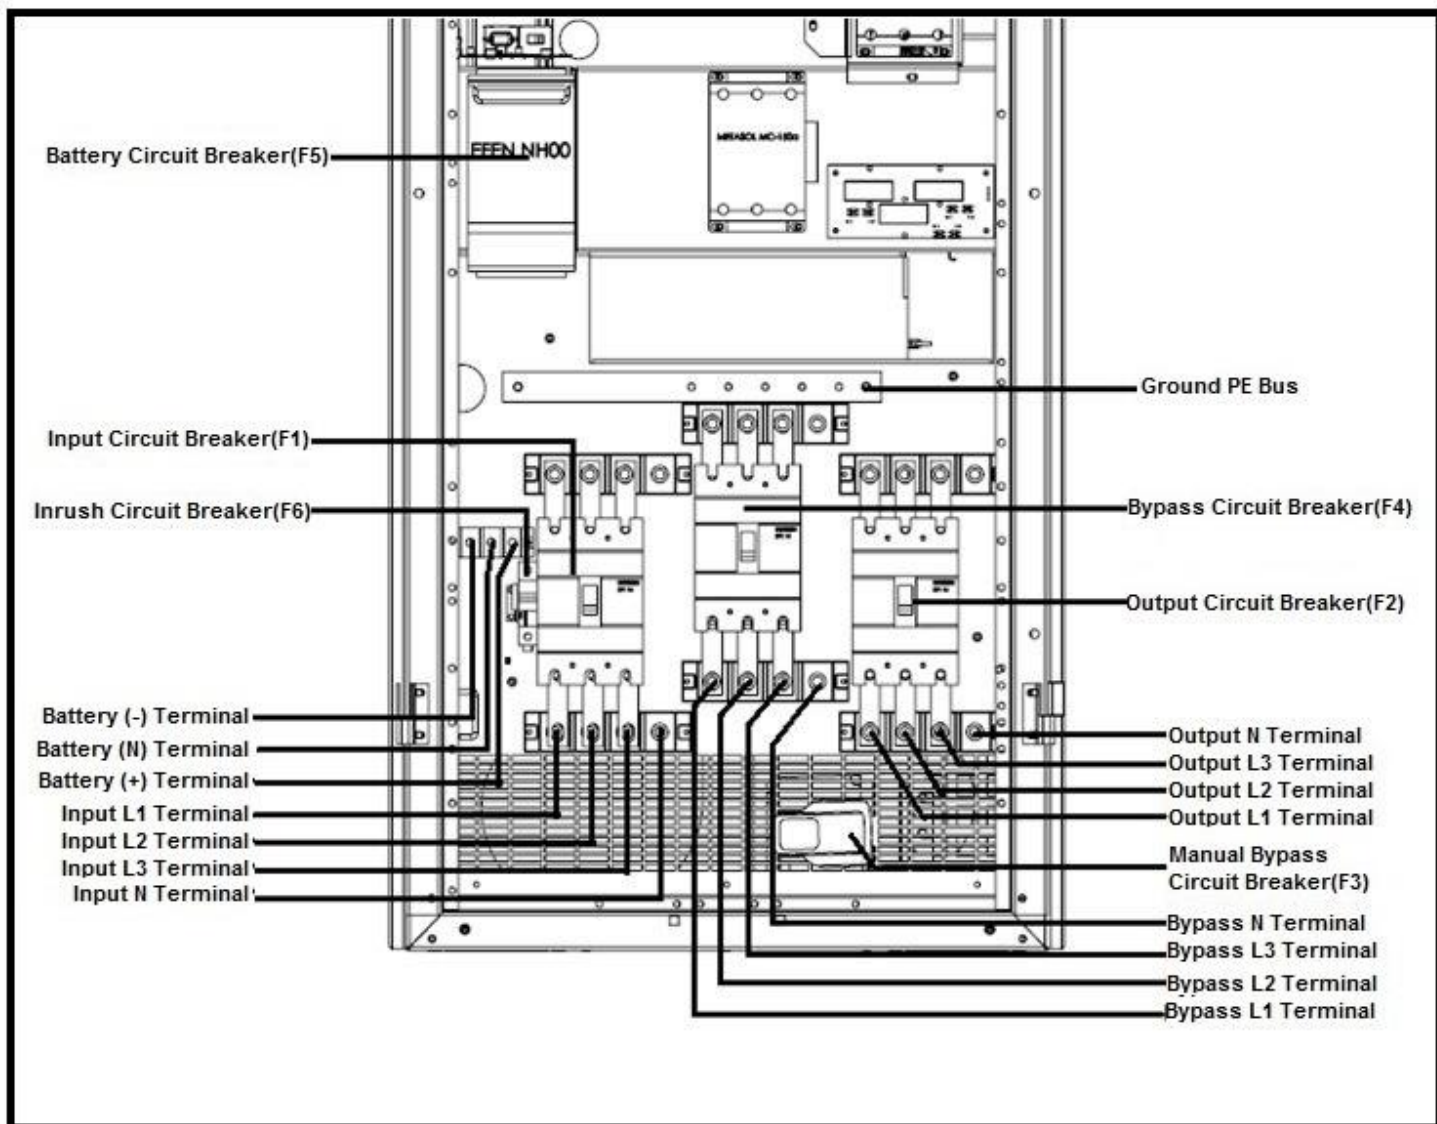 EFEN NH00
METASOL MC-150a
Battery Circuit Breaker(F5)
Ground PE Bus
Input Circuit Breaker(F1)
Inrush Circuit Breaker(F6)
Bypass Circuit Breaker(F4)
Output Circuit Breaker(F2)
Battery (-) Terminal
Battery (N) Terminal
Battery (+) Terminal
Input L1 Terminal
Input L2 Terminal
Input L3 Terminal
Input N Terminal
Output N Terminal
Output L3 Terminal
Output L2 Terminal
Output L1 Terminal
Manual Bypass
Circuit Breaker(F3)
Bypass N Terminal
Bypass L3 Terminal
Bypass L2 Terminal
Bypass L1 Terminal